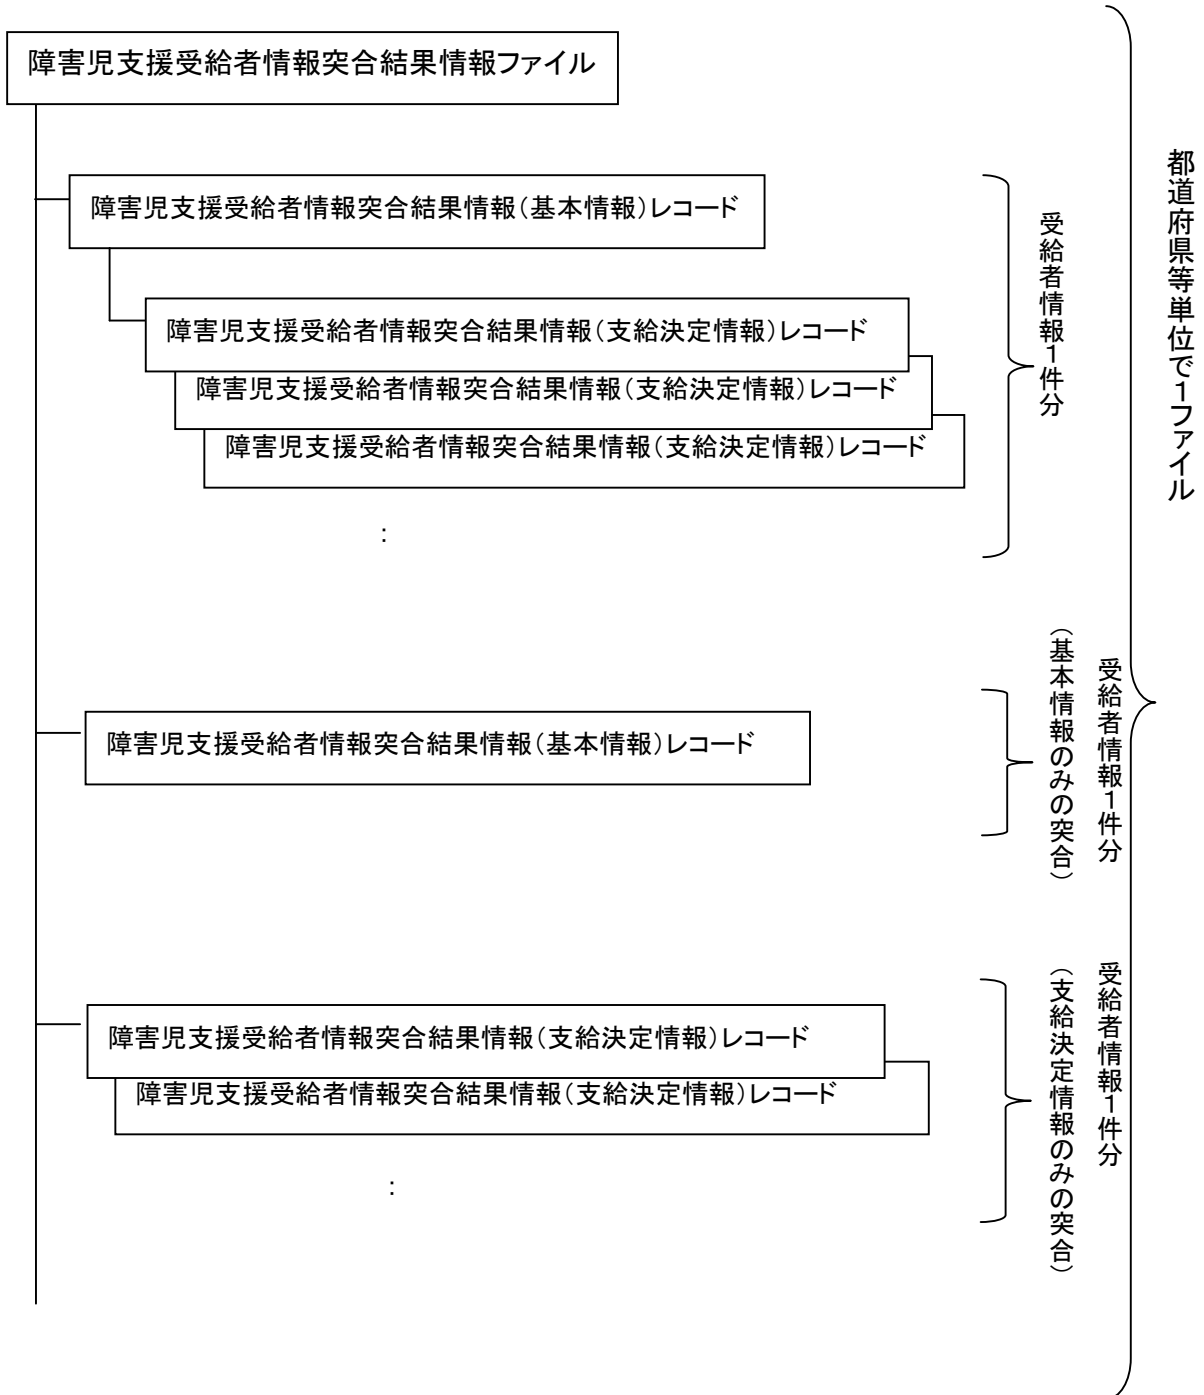 障害児支援受給者情報突合結果情報ファイル
障害児支援受給者情報突合結果情報(基本情報)レコード
障害児支援受給者情報突合結果情報(支給決定情報)レコード
障害児支援受給者情報突合結果情報(支給決定情報)レコード
障害児支援受給者情報突合結果情報(支給決定情報)レコード
:
受給者情報1件分
都道府県等単位で1ファイル
障害児支援受給者情報突合結果情報(基本情報)レコード
受給者情報1件分
(基本情報のみの突合)
障害児支援受給者情報突合結果情報(支給決定情報)レコード
障害児支援受給者情報突合結果情報(支給決定情報)レコード
:
受給者情報1件分
(支給決定情報のみの突合)